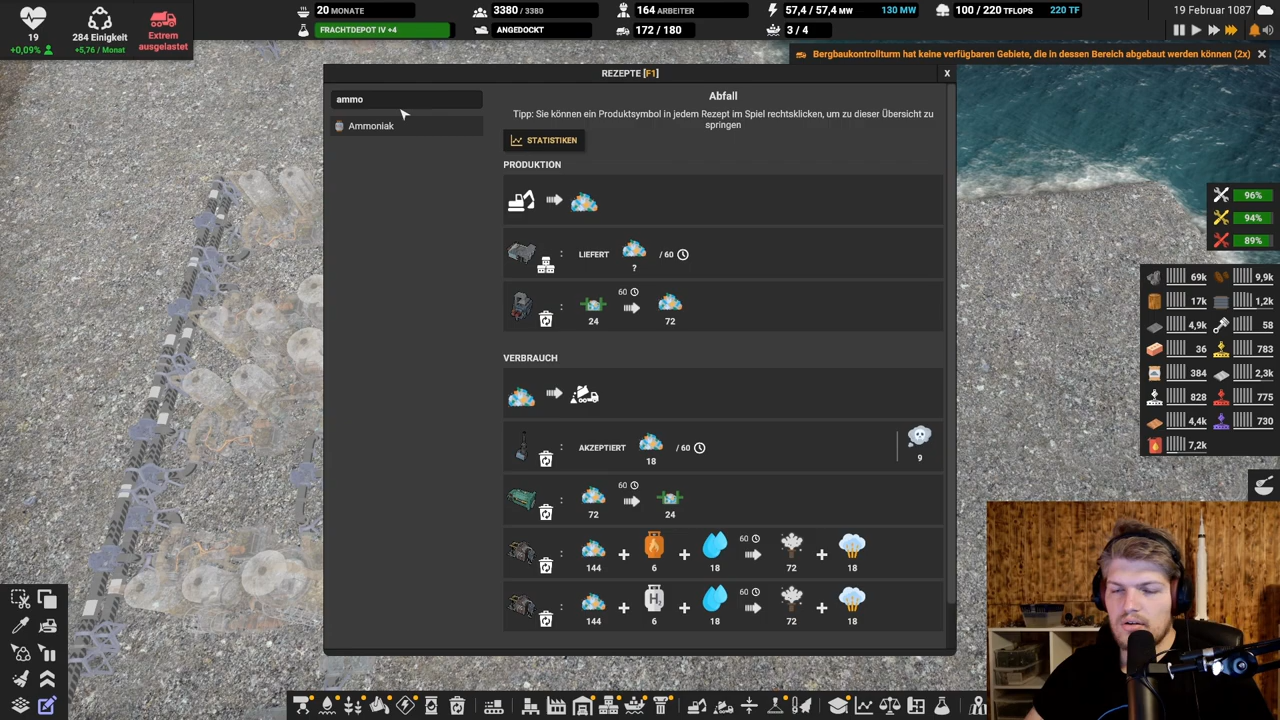 19
+0,09%
284 Einigkeit
+5,76 / Monat
Extrem
ausgelastet
20 MONATE
FRACHTDEPOT IV +4
3380 / 3380
ANGEDOCKT
164 ARBEITER
172 / 180
57,4 / 57,4 MW
130 MW
3 / 4
100 / 220 TFLOPS
220 TF
19 Februar 1087
Bergbaukontrollturm hat keine verfügbaren Gebiete, die in dessen Bereich abgebaut werden können (2x)
REZEPTE [F1]
X
ammo
Ammoniak
Abfall
Tipp: Sie können ein Produktsymbol in jedem Rezept im Spiel rechtsklicken, um zu dieser Übersicht zu
springen
STATISTIKEN
PRODUKTION
: LIEFERT / 60
?
60
:
24 72
VERBRAUCH
: AKZEPTIERT / 60
18 9
60
:
72 24
: + + 60 +
144 6 18 72 18
: + H2 + 60 +
144 6 18 72 18
96%
94%
89%
69k 9,9k
17k 1,2k
4,9k 58
36 783
384 2,3k
828 775
4,4k 730
7,2k